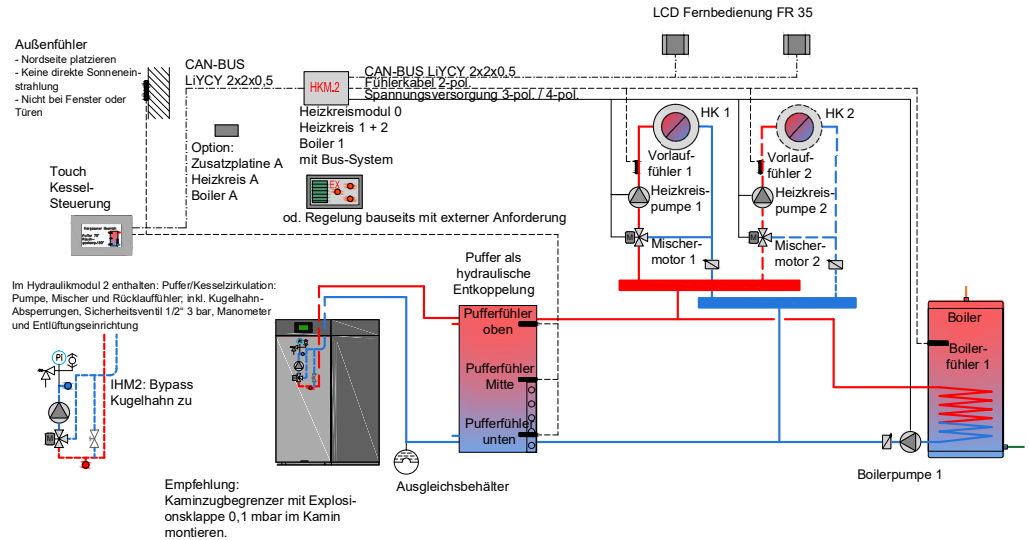 LCD Fernbedienung FR 35
Außenfühler
- Nordseite platzieren
- Keine direkte Sonnenein-
strahlung
- Nicht bei Fenster oder
Türen
CAN-BUS
LiYCY 2x2x0,5
HKM.2
CAN-BUS LiYCY 2x2x0,5
Fühlerkabel 2-pol.
Spannungsversorgung 3-pol. / 4-pol.
Heizkreismodul 0
Heizkreis 1 + 2
Boiler 1
mit Bus-System
Option:
Zusatzplatine A
Heizkreis A
Boiler A
EX
od. Regelung bauseits mit externer Anforderung
HK 1
HK 2
Vorlauf-
fühler 1
Vorlauf-
fühler 2
Heizkreis-
pumpe 1
Heizkreis-
pumpe 2
M
M
Mischer-
motor 1
Mischer-
motor 2
Touch
Kessel-
Steuerung
Puffer 70°
Im Hydraulikmodul 2 enthalten: Puffer/Kesselzirkulation:
Pumpe, Mischer und Rücklauffühler; inkl. Kugelhahn-
Absperrungen, Sicherheitsventil 1/2" 3 bar, Manometer
und Entlüftungseinrichtung
PI
M
IHM2: Bypass
Kugelhahn zu
Puffer als
hydraulische
Entkoppelung
Pufferfühler
oben
Pufferfühler
Mitte
Pufferfühler
unten
Boiler
Boiler-
fühler 1
Boilerpumpe 1
Ausgleichsbehälter
Empfehlung:
Kaminzugbegrenzer mit Explosi-
onsklappe 0,1 mbar im Kamin
montieren.